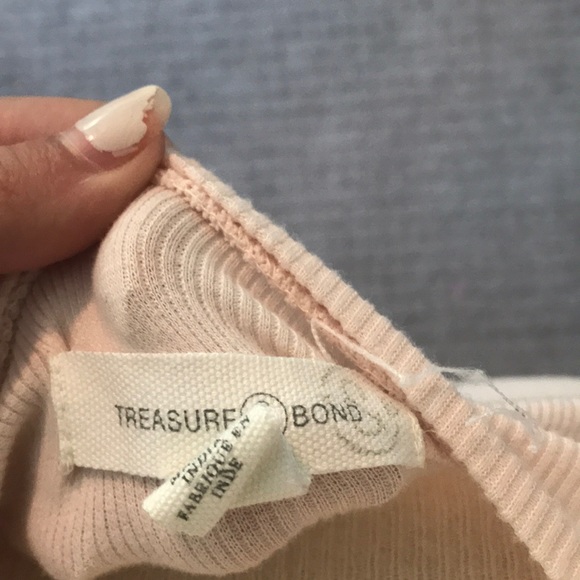 TREASURE & BOND
INDIA
FABRIQUE EN
INDE